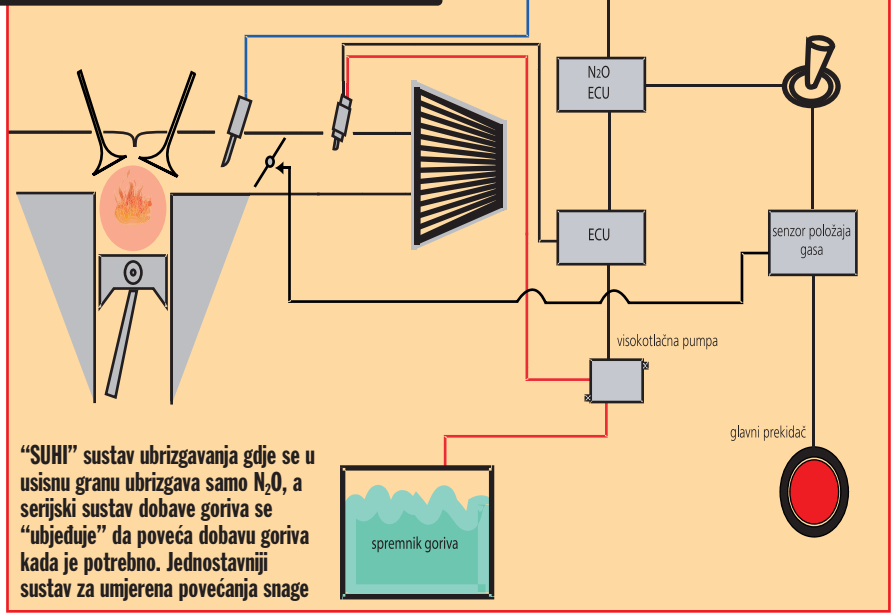 N₂O
ECU
ECU
senzor položaja
gasa
visokotlačna pumpa
glavni prekidač
spremnik goriva
“SUHI” sustav ubrizgavanja gdje se u
usisnu granu ubrizgava samo N₂O, a
serijski sustav dobave goriva se
“ubjeđuje” da poveća dobavu goriva
kada je potrebno. Jednostavniji
sustav za umjerena povećanja snage